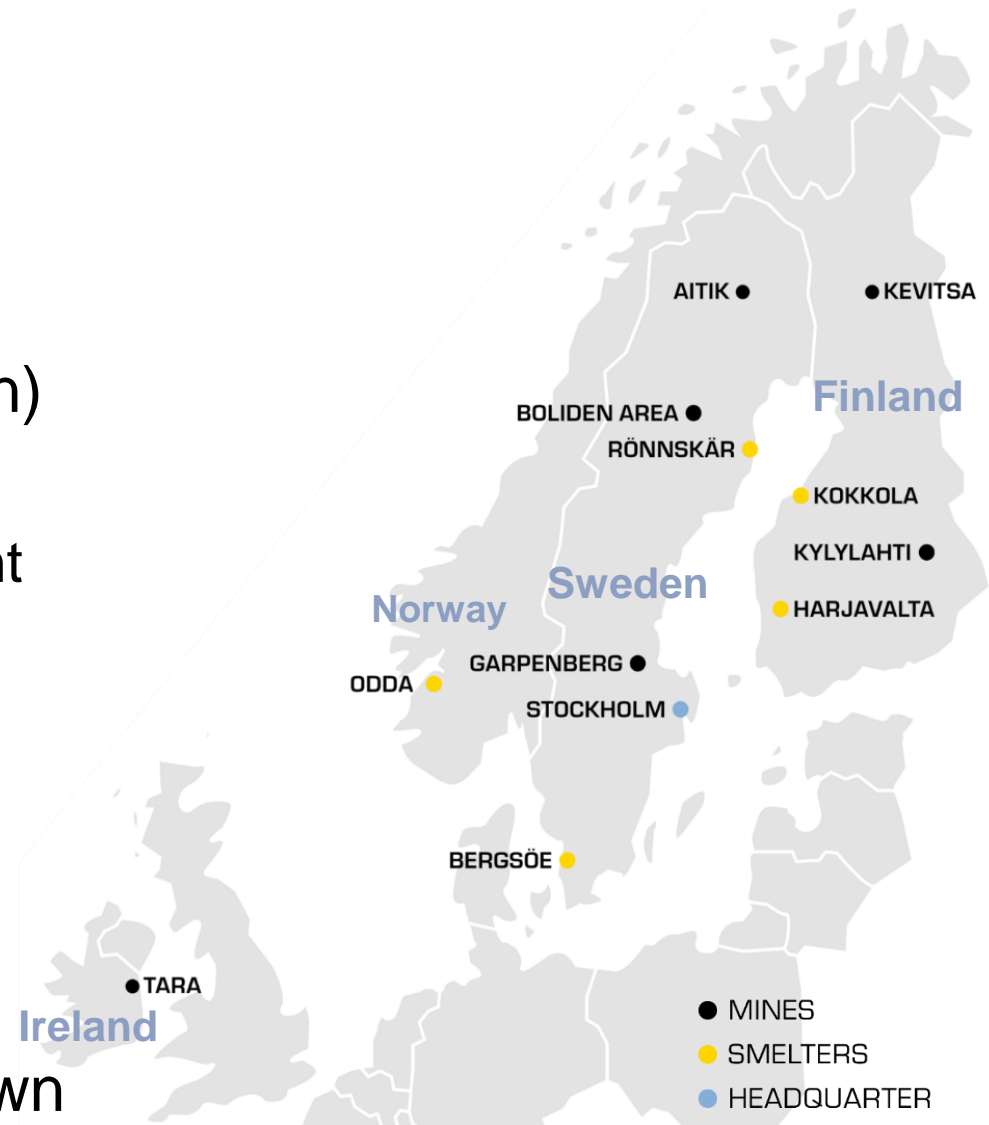 AITIK
KEVITSA
n)
Finland
BOLIDEN AREA
RÖNNSKÄR
KOKKOLA
nt
KYLYLAHTI
Sweden
Norway
HARJAVALTA
GARPENBERG
ODDA
STOCKHOLM
BERGSÖE
TARA
Ireland
MINES
SMELTERS
wn
HEADQUARTER